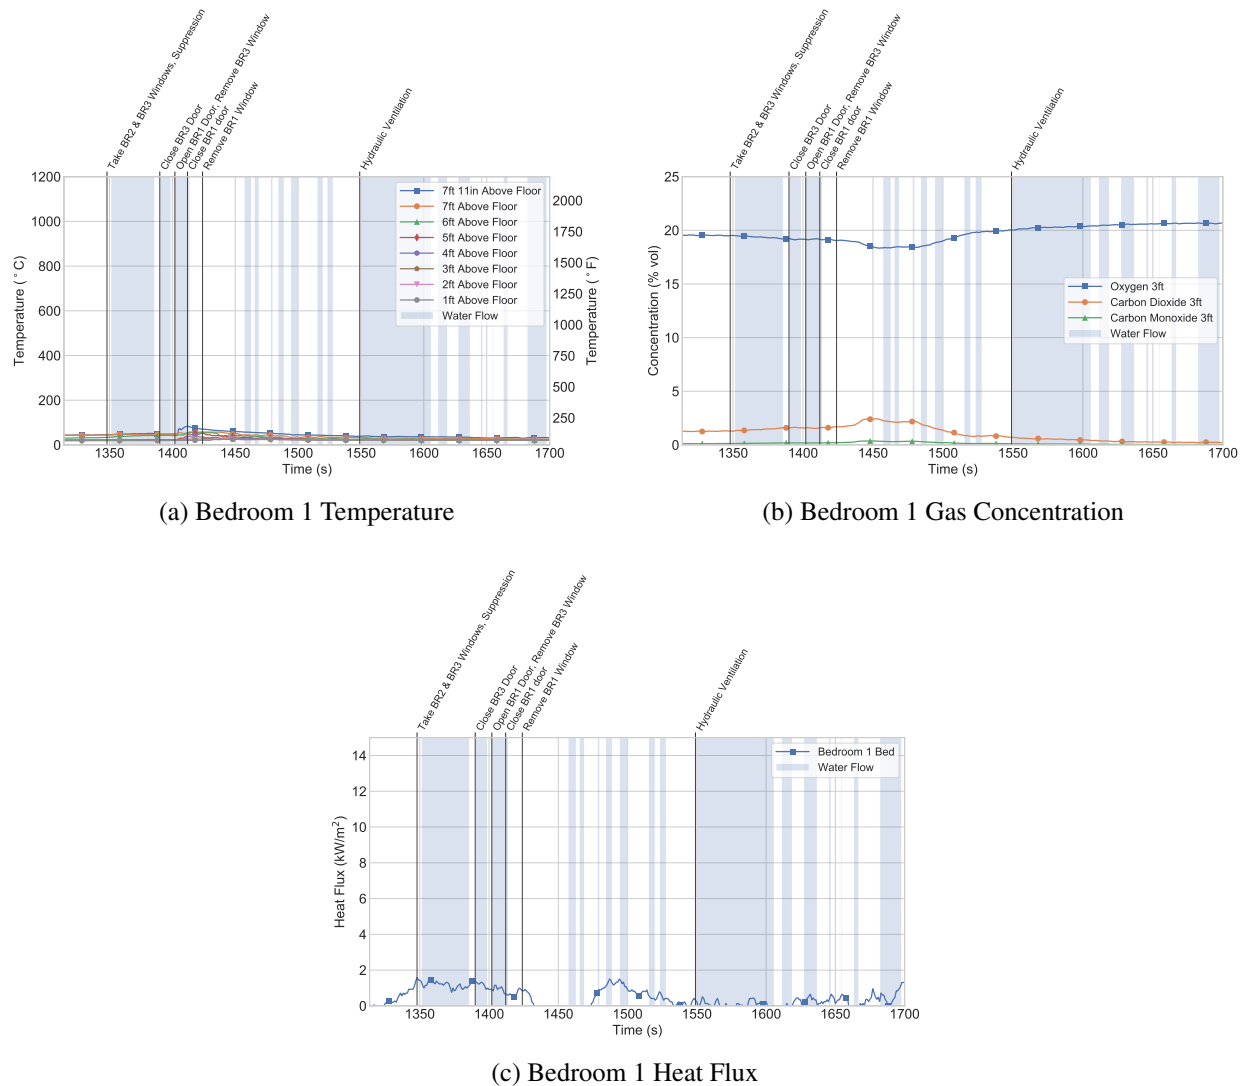 Take BR2 & BR3 Windows, Suppression
Close BR3 Door
Open BR1 Door, Remove BR3 Window
Close BR1 door
Remove BR1 Window
Hydraulic Ventilation
1200
1000
800
600
400
200
0
Temperature (°C)
2000
1750
1500
1250
1000
750
500
250
Temperature (°F)
7ft 11in Above Floor
7ft Above Floor
6ft Above Floor
5ft Above Floor
4ft Above Floor
3ft Above Floor
2ft Above Floor
1ft Above Floor
Water Flow
1350 1400 1450 1500 1550 1600 1650 1700
Time (s)
(a) Bedroom 1 Temperature
Take BR2 & BR3 Windows, Suppression
Close BR3 Door
Open BR1 Door, Remove BR3 Window
Close BR1 door
Remove BR1 Window
Hydraulic Ventilation
25
20
15
10
5
0
Concentration (% vol)
Oxygen 3ft
Carbon Dioxide 3ft
Carbon Monoxide 3ft
Water Flow
1350 1400 1450 1500 1550 1600 1650 1700
Time (s)
(b) Bedroom 1 Gas Concentration
Take BR2 & BR3 Windows, Suppression
Close BR3 Door
Open BR1 Door, Remove BR3 Window
Close BR1 door
Remove BR1 Window
Hydraulic Ventilation
14
12
10
8
6
4
2
0
Heat Flux (kW/m²)
Bedroom 1 Bed
Water Flow
1350 1400 1450 1500 1550 1600 1650 1700
Time (s)
(c) Bedroom 1 Heat Flux